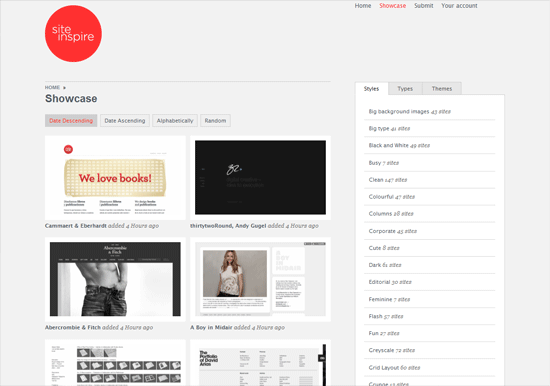 site
inspire
Home Showcase Submit Your account
HOME »
Showcase
Date Descending Date Ascending Alphabetically Random
We love books!
Cammaert & Eberhardt added 4 Hours ago
thirtytwoRound, Andy Gugel added 4 Hours ago
Abercrombie
& Fitch
Abercrombie & Fitch added 4 Hours ago
A Boy in Midair added 4 Hours ago
The Portfolio
of David
Arias
Styles Types Themes
Big background images 43 sites
Big type 41 sites
Black and White 49 sites
Busy 7 sites
Clean 147 sites
Colourful 47 sites
Columns 28 sites
Corporate 45 sites
Cute 8 sites
Dark 61 sites
Editorial 30 sites
Feminine 7 sites
Flash 57 sites
Fun 27 sites
Greyscale 72 sites
Grid Layout 60 sites